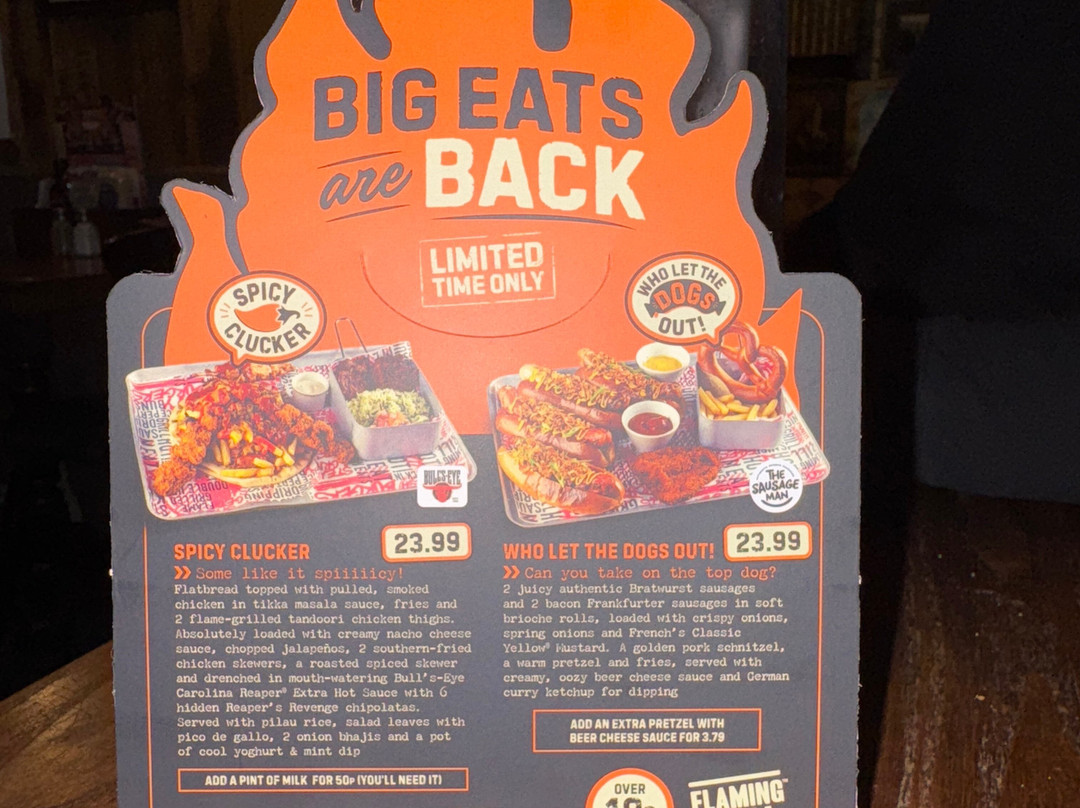 BIG EATS
are BACK
LIMITED
TIME ONLY
SPICY
CLUCKER
WHO LET THE
DOGS
OUT!
BULL'S-EYE
THE
SAUSAGE
MAN
SPICY CLUCKER
23.99
Some like it spiiiiicy!
Flatbread topped with pulled, smoked
chicken in tikka masala sauce, fries and
2 flame-grilled tandoori chicken thighs.
Absolutely loaded with creamy nacho cheese
sauce, chopped jalapeños, 2 southern-fried
chicken skewers, a roasted spiced skewer
and drenched in mouth-watering Bull's-Eye
Carolina Reaper® Extra Hot Sauce with 6
hidden Reaper's Revenge chipolatas.
Served with pilau rice, salad leaves with
pico de gallo, 2 onion bhajis and a pot
of cool yoghurt & mint dip
ADD A PINT OF MILK FOR 50p (YOU'LL NEED IT)
WHO LET THE DOGS OUT!
23.99
Can you take on the top dog?
2 juicy authentic Bratwurst sausages
and 2 bacon Frankfurter sausages in soft
brioche rolls, loaded with crispy onions,
spring onions and French's Classic
Yellow® Mustard. A golden pork schnitzel,
a warm pretzel and fries, served with
creamy, oozy beer cheese sauce and German
curry ketchup for dipping
ADD AN EXTRA PRETZEL WITH
BEER CHEESE SAUCE FOR 3.79
OVER
FLAMING™